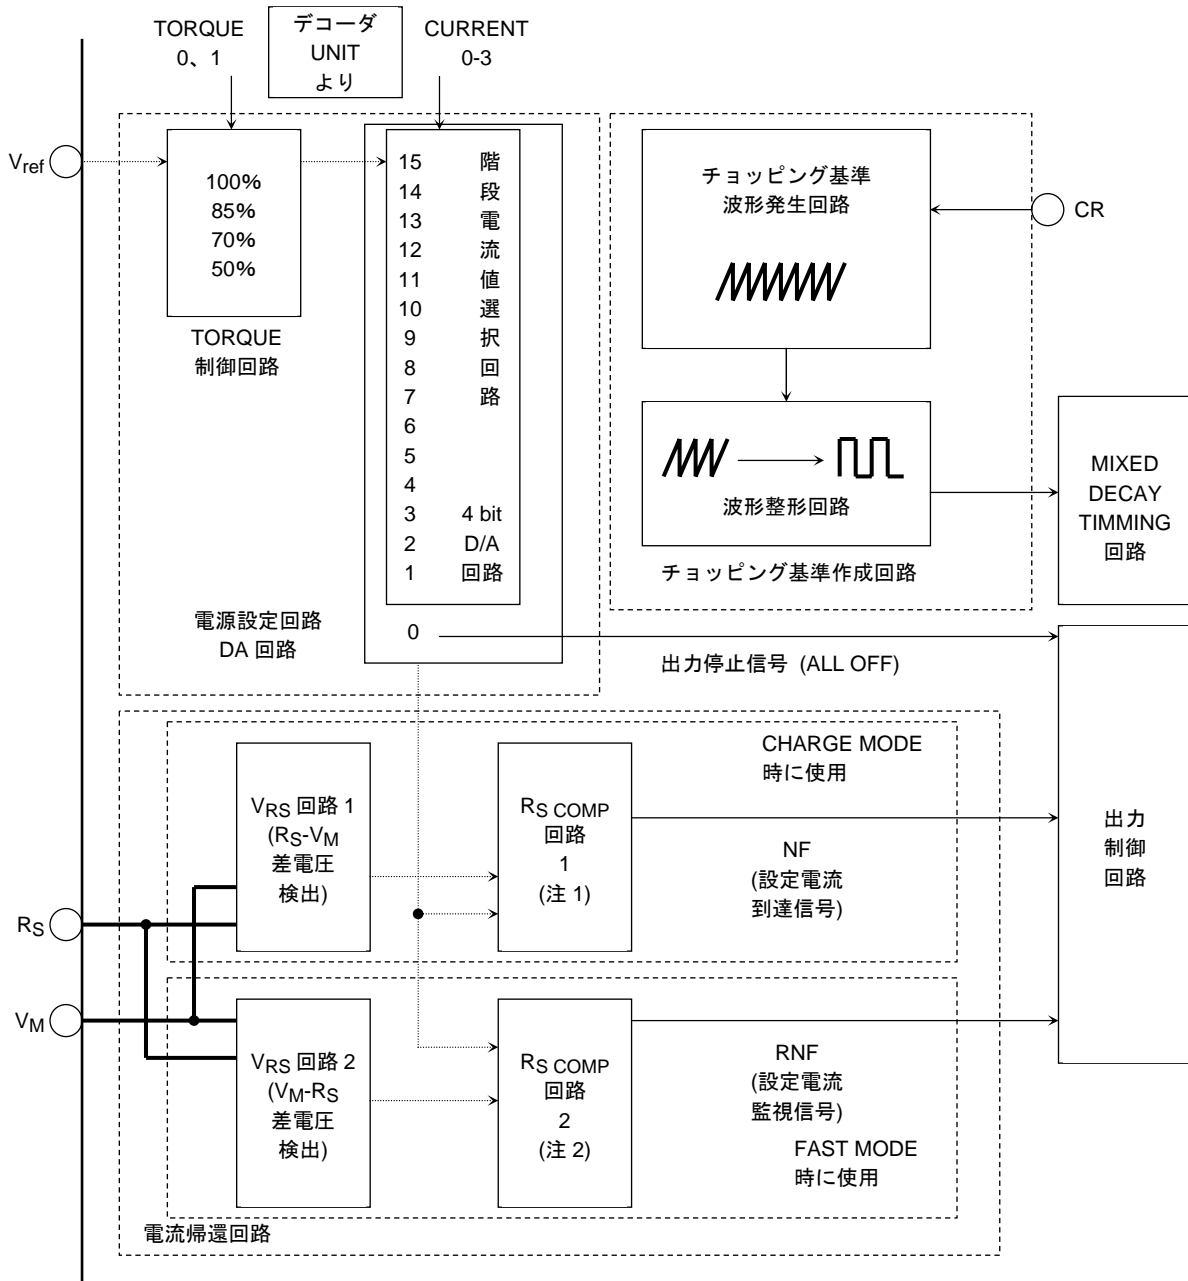 TORQUE
0、1
デコーダ
UNIT
より
CURRENT
0-3
Vref
100%
85%
70%
50%
TORQUE
制御回路
15 階
14 段
13 電
12 流
11 値
10 選
9 択
8 回
7 路
6
5
4
3 4 bit
2 D/A
1 回路
0
電源設定回路
DA 回路
チョッピング基準
波形発生回路
CR
波形整形回路
チョッピング基準作成回路
MIXED
DECAY
TIMMING
回路
出力停止信号 (ALL OFF)
CHARGE MODE
時に使用
VRS 回路 1
(RS-VM
差電圧
検出)
RS COMP
回路
1
(注 1)
NF
(設定電流
到達信号)
出力
制御
回路
RS
VM
VRS 回路 2
(VM-RS
差電圧
検出)
RS COMP
回路
2
(注 2)
RNF
(設定電流
監視信号)
FAST MODE
時に使用
電流帰還回路